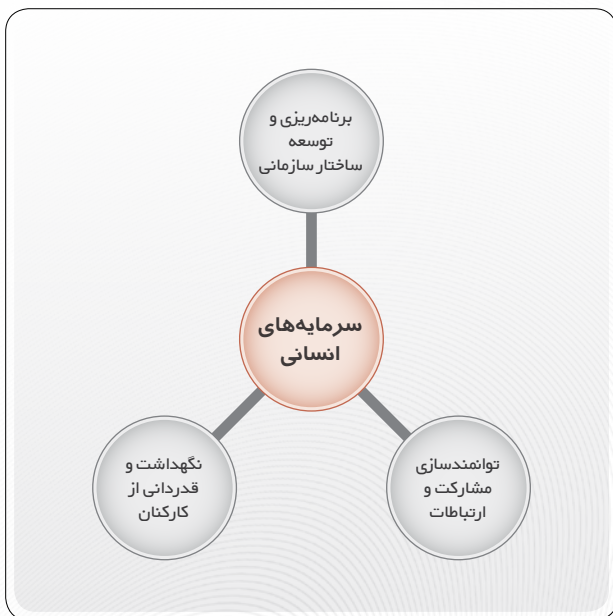 برنامه‌ریزی و
توسعه
ساختار سازمانی
سرمایه‌های
انسانی
توانمندسازی
مشارکت و
ارتباطات
نگهداشت و
قدردانی از
کارکنان